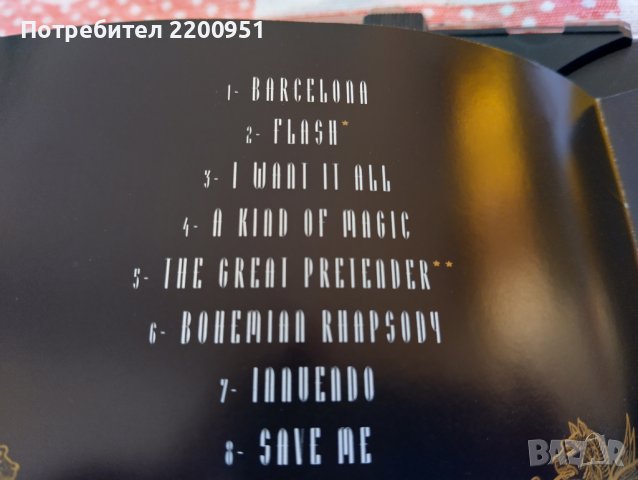 Потребител 2200951
1- BARCELONA
2- FLASH*
3- I WANT IT ALL
4- A KIND OF MAGIC
5- THE GREAT PRETENDER**
6- BOHEMIAN RHAPSODY
7- INNUENDO
8- SAVE ME
BAZAR